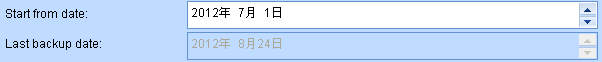 Start from date: 2012年 7月 1日
Last backup date: 2012年 8月24日